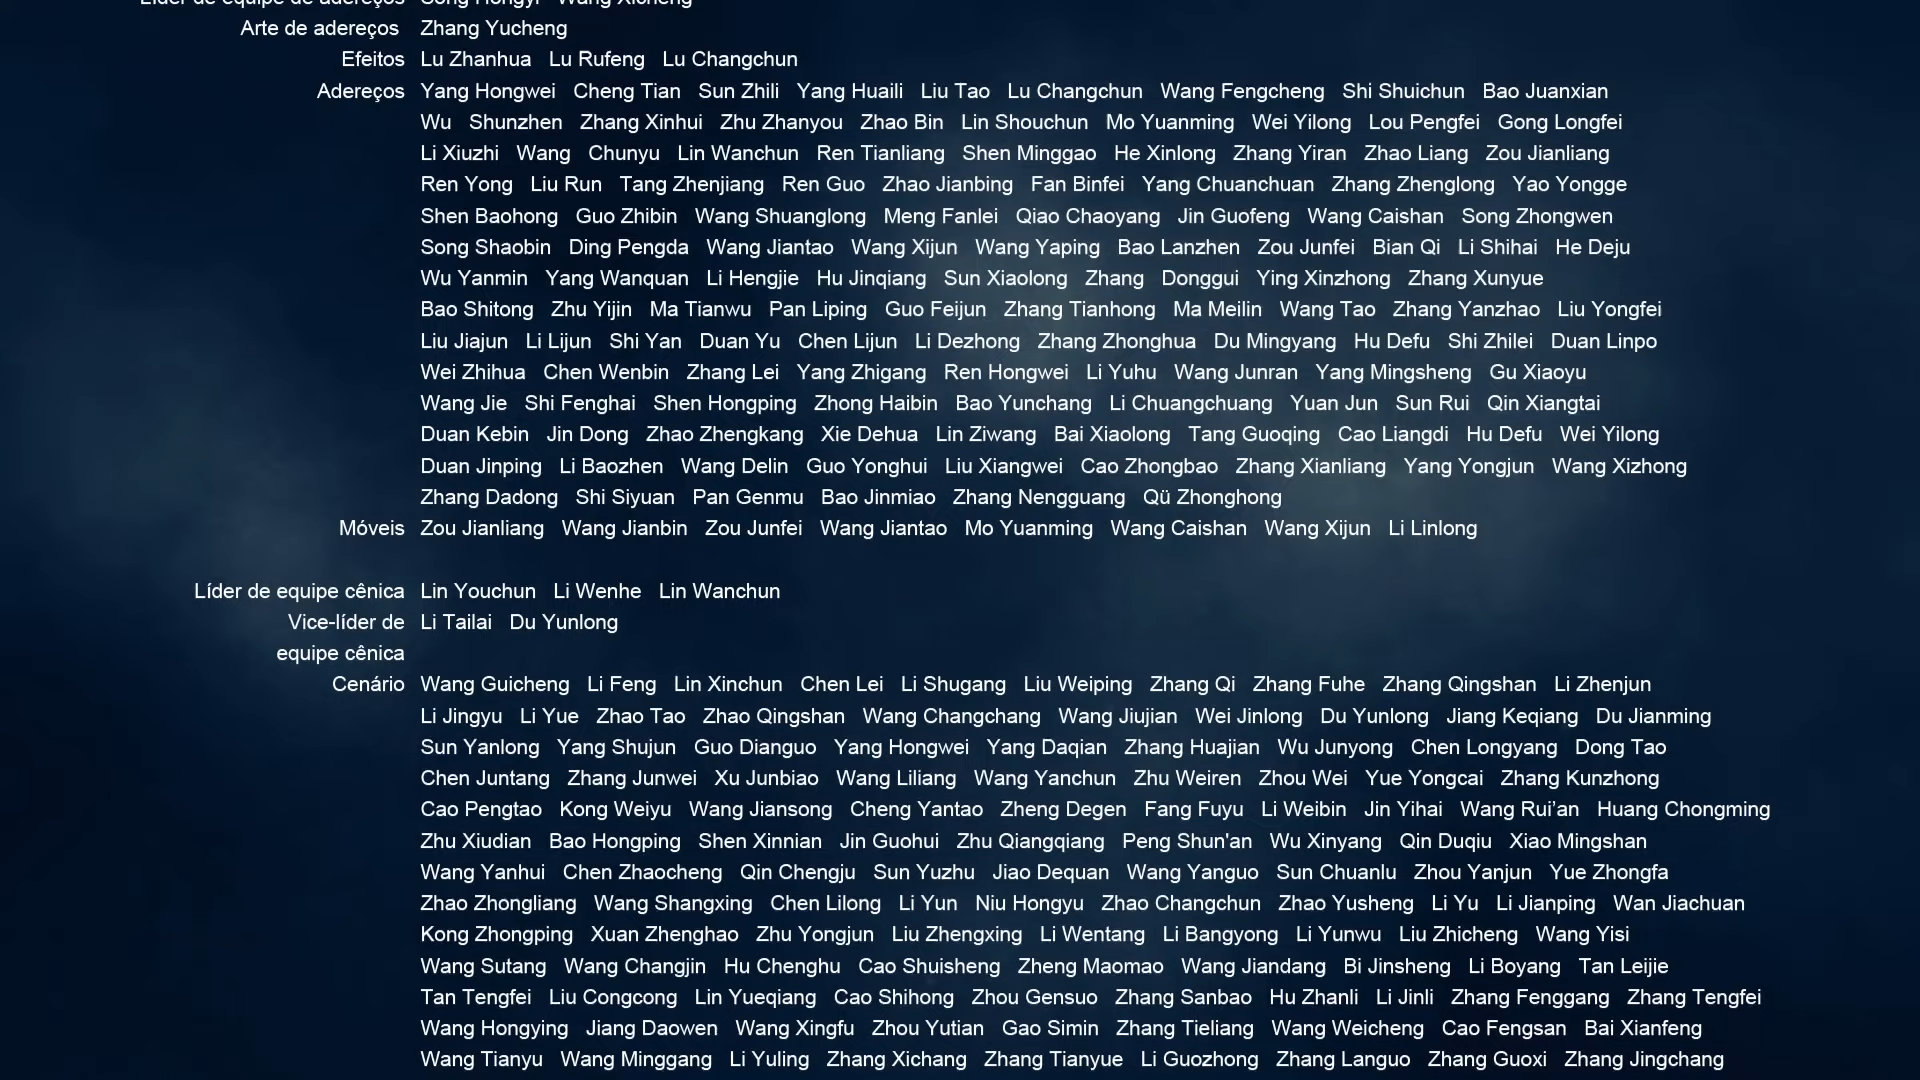 Líder de equipe de adereços Song Hongyi Wang Xicheng
Arte de adereços Zhang Yucheng
Efeitos Lu Zhanhua Lu Rufeng Lu Changchun
Adereços Yang Hongwei Cheng Tian Sun Zhili Yang Huaili Liu Tao Lu Changchun Wang Fengcheng Shi Shuichun Bao Juanxian
Wu Shunzhen Zhang Xinhui Zhu Zhanyou Zhao Bin Lin Shouchun Mo Yuanming Wei Yilong Lou Pengfei Gong Longfei
Li Xiuzhi Wang Chunyu Lin Wanchun Ren Tianliang Shen Minggao He Xinlong Zhang Yiran Zhao Liang Zou Jianliang
Ren Yong Liu Run Tang Zhenjiang Ren Guo Zhao Jianbing Fan Binfei Yang Chuanchuan Zhang Zhenglong Yao Yongge
Shen Baohong Guo Zhibin Wang Shuanglong Meng Fanlei Qiao Chaoyang Jin Guofeng Wang Caishan Song Zhongwen
Song Shaobin Ding Pengda Wang Jiantao Wang Xijun Wang Yaping Bao Lanzhen Zou Junfei Bian Qi Li Shihai He Deju
Wu Yanmin Yang Wanquan Li Hengjie Hu Jinqiang Sun Xiaolong Zhang Donggui Ying Xinzhong Zhang Xunyue
Bao Shitong Zhu Yijin Ma Tianwu Pan Liping Guo Feijun Zhang Tianhong Ma Meilin Wang Tao Zhang Yanzhao Liu Yongfei
Liu Jiajun Li Lijun Shi Yan Duan Yu Chen Lijun Li Dezhong Zhang Zhonghua Du Mingyang Hu Defu Shi Zhilei Duan Linpo
Wei Zhihua Chen Wenbin Zhang Lei Yang Zhigang Ren Hongwei Li Yuhu Wang Junran Yang Mingsheng Gu Xiaoyu
Wang Jie Shi Fenghai Shen Hongping Zhong Haibin Bao Yunchang Li Chuangchuang Yuan Jun Sun Rui Qin Xiangtai
Duan Kebin Jin Dong Zhao Zhengkang Xie Dehua Lin Ziwang Bai Xiaolong Tang Guoqing Cao Liangdi Hu Defu Wei Yilong
Duan Jinping Li Baozhen Wang Delin Guo Yonghui Liu Xiangwei Cao Zhongbao Zhang Xianliang Yang Yongjun Wang Xizhong
Zhang Dadong Shi Siyuan Pan Genmu Bao Jinmiao Zhang Nengguang Qü Zhonghong
Móveis Zou Jianliang Wang Jianbin Zou Junfei Wang Jiantao Mo Yuanming Wang Caishan Wang Xijun Li Linlong
Líder de equipe cênica Lin Youchun Li Wenhe Lin Wanchun
Vice-líder de Li Tailai Du Yunlong
equipe cênica
Cenário Wang Guicheng Li Feng Lin Xinchun Chen Lei Li Shugang Liu Weiping Zhang Qi Zhang Fuhe Zhang Qingshan Li Zhenjun
Li Jingyu Li Yue Zhao Tao Zhao Qingshan Wang Changchang Wang Jiujian Wei Jinlong Du Yunlong Jiang Keqiang Du Jianming
Sun Yanlong Yang Shujun Guo Dianguo Yang Hongwei Yang Daqian Zhang Huajian Wu Junyong Chen Longyang Dong Tao
Chen Juntang Zhang Junwei Xu Junbiao Wang Liliang Wang Yanchun Zhu Weiren Zhou Wei Yue Yongcai Zhang Kunzhong
Cao Pengtao Kong Weiyu Wang Jiansong Cheng Yantao Zheng Degen Fang Fuyu Li Weibin Jin Yihai Wang Rui’an Huang Chongming
Zhu Xiudian Bao Hongping Shen Xinnian Jin Guohui Zhu Qiangqiang Peng Shun'an Wu Xinyang Qin Duqiu Xiao Mingshan
Wang Yanhui Chen Zhaocheng Qin Chengju Sun Yuzhu Jiao Dequan Wang Yanguo Sun Chuanlu Zhou Yanjun Yue Zhongfa
Zhao Zhongliang Wang Shangxing Chen Lilong Li Yun Niu Hongyu Zhao Changchun Zhao Yusheng Li Yu Li Jianping Wan Jiachuan
Kong Zhongping Xuan Zhenghao Zhu Yongjun Liu Zhengxing Li Wentang Li Bangyong Li Yunwu Liu Zhicheng Wang Yisi
Wang Sutang Wang Changjin Hu Chenghu Cao Shuisheng Zheng Maomao Wang Jiandang Bi Jinsheng Li Boyang Tan Leijie
Tan Tengfei Liu Congcong Lin Yueqiang Cao Shihong Zhou Gensuo Zhang Sanbao Hu Zhanli Li Jinli Zhang Fenggang Zhang Tengfei
Wang Hongying Jiang Daowen Wang Xingfu Zhou Yutian Gao Simin Zhang Tieliang Wang Weicheng Cao Fengsan Bai Xianfeng
Wang Tianyu Wang Minggang Li Yuling Zhang Xichang Zhang Tianyue Li Guozhong Zhang Languo Zhang Guoxi Zhang Jingchang